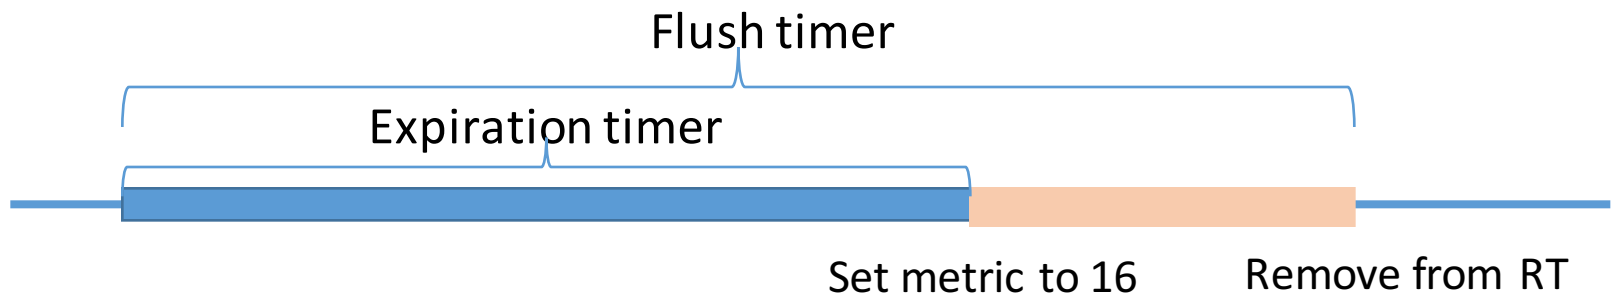 Flush timer
Expiration timer
Set metric to 16
Remove from RT